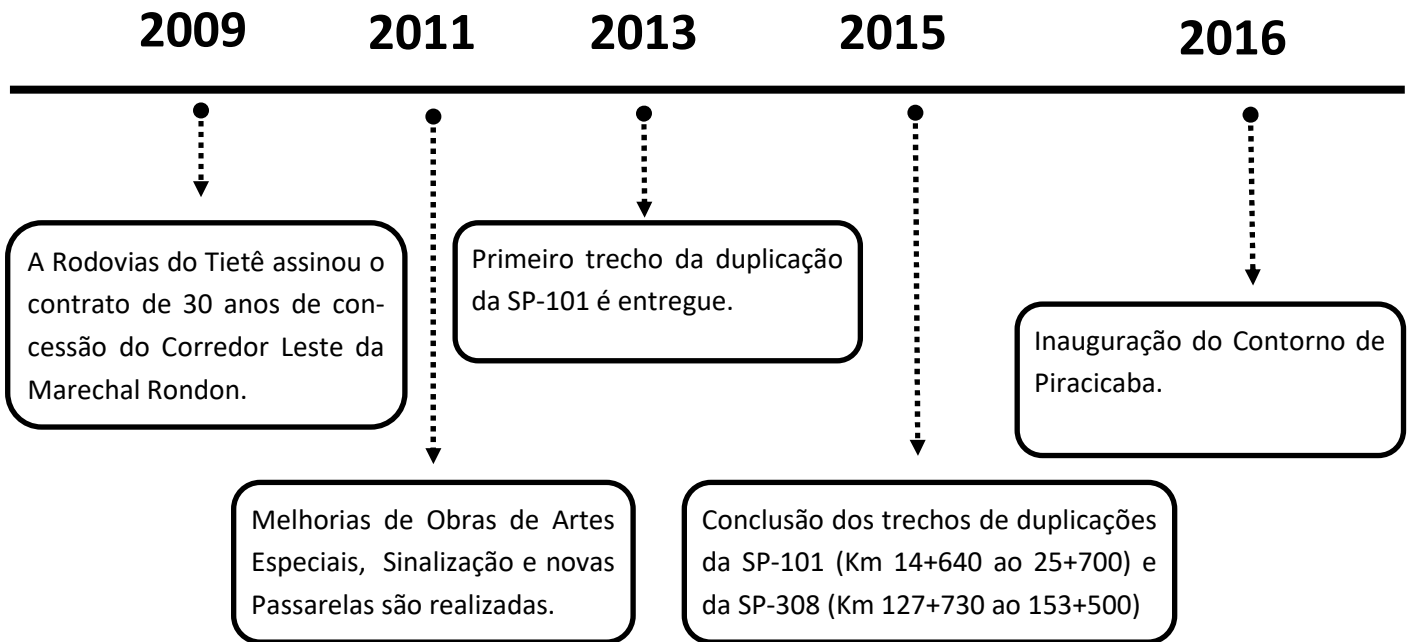 2009
2011
2013
2015
2016
A Rodovias do Tietê assinou o
contrato de 30 anos de con-
cessão do Corredor Leste da
Marechal Rondon.
Melhorias de Obras de Artes
Especiais, Sinalização e novas
Passarelas são realizadas.
Primeiro trecho da duplicação
da SP-101 é entregue.
Conclusão dos trechos de duplicações
da SP-101 (Km 14+640 ao 25+700) e
da SP-308 (Km 127+730 ao 153+500)
Inauguração do Contorno de
Piracicaba.